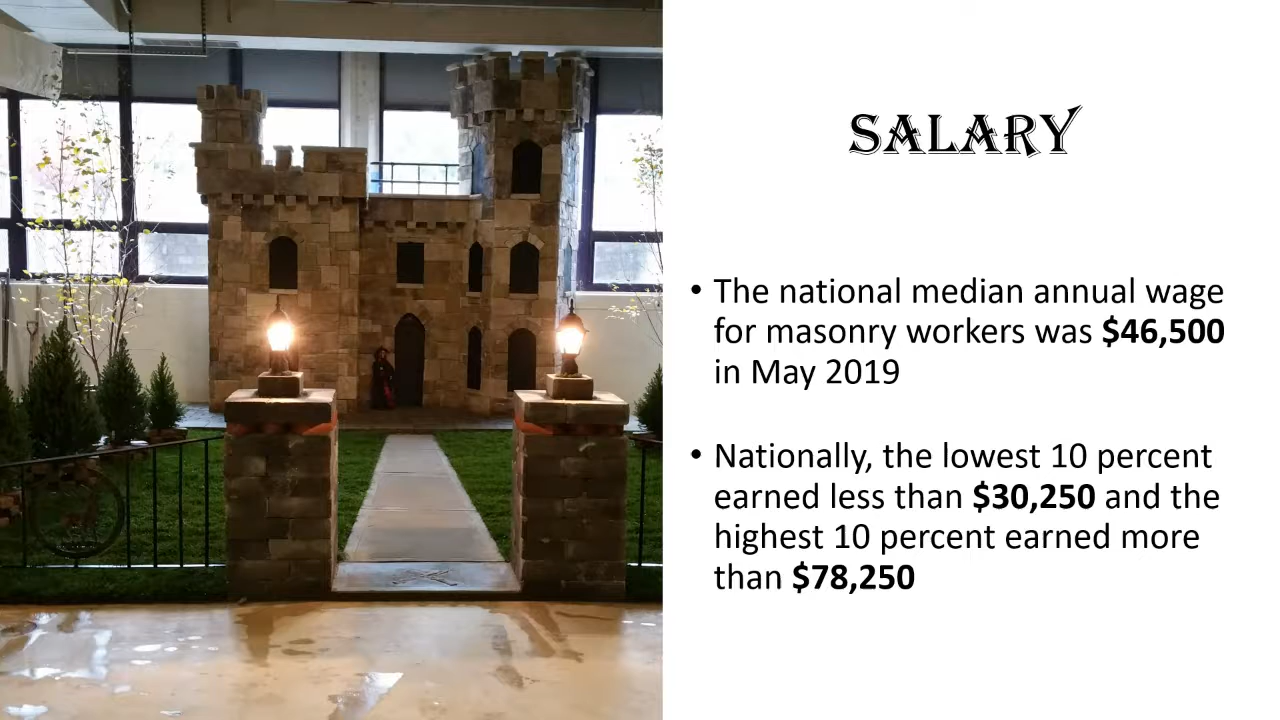 SALARY
• The national median annual wage
for masonry workers was $46,500
in May 2019
• Nationally, the lowest 10 percent
earned less than $30,250 and the
highest 10 percent earned more
than $78,250